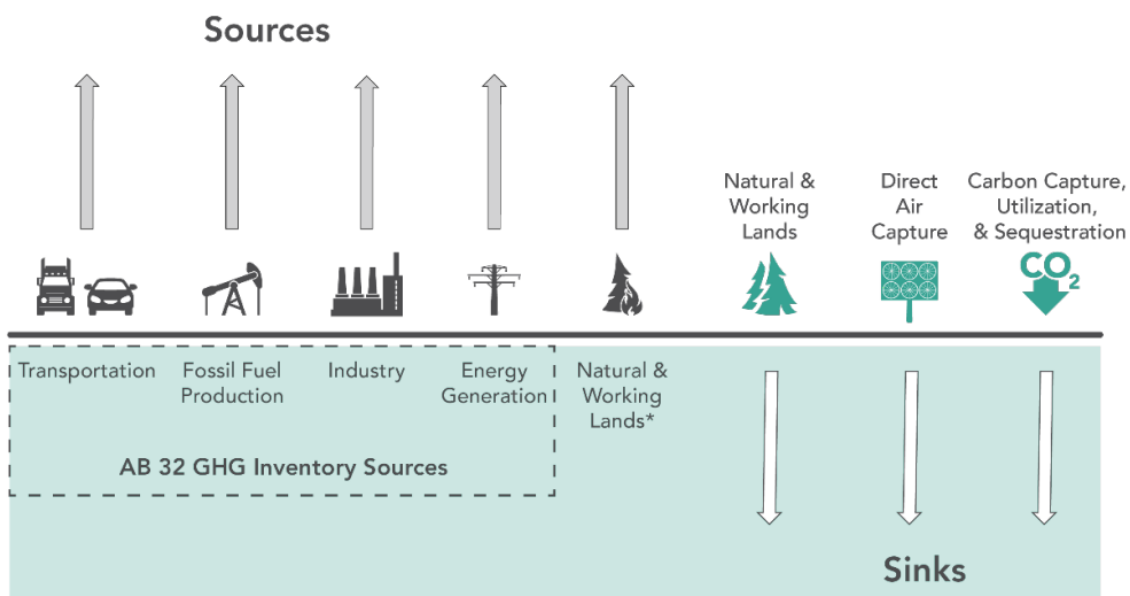 Sources
Natural &
Working
Lands
Direct
Air
Capture
Carbon Capture,
Utilization,
& Sequestration
CO2
Transportation
Fossil Fuel
Production
Industry
Energy
Generation
Natural &
Working
Lands*
AB 32 GHG Inventory Sources
Sinks